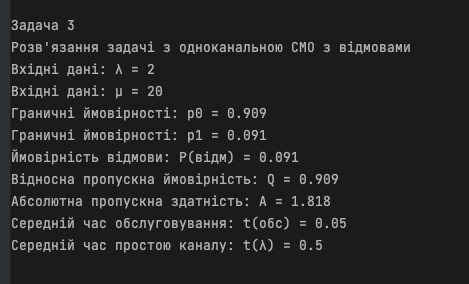 Задача 3
Розв'язання задачі з одноканальною СМО з відмовами
Вхідні дані: λ = 2
Вхідні дані: μ = 20
Граничні ймовірності: p0 = 0.909
Граничні ймовірності: p1 = 0.091
Ймовірність відмови: P(відм) = 0.091
Відносна пропускна ймовірність: Q = 0.909
Абсолютна пропускна здатність: A = 1.818
Середній час обслуговування: t(обс) = 0.05
Середній час простою каналу: t(λ) = 0.5